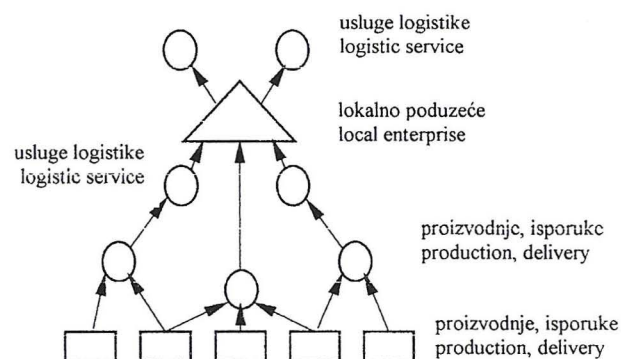 usluge logistike
logistic service
lokalno poduzeće
local enterprise
usluge logistike
logistic service
proizvodnje, isporuke
production, delivery
proizvodnje, isporuke
production, delivery